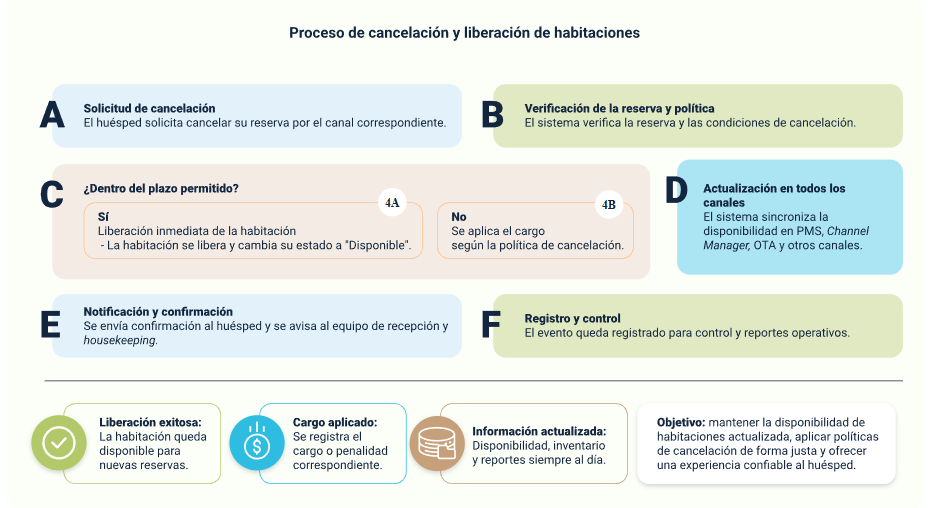 Proceso de cancelación y liberación de habitaciones
A
Solicitud de cancelación
El huésped solicita cancelar su reserva por el canal correspondiente.
B
Verificación de la reserva y política
El sistema verifica la reserva y las condiciones de cancelación.
C
¿Dentro del plazo permitido?
4A
Sí
Liberación inmediata de la habitación
- La habitación se libera y cambia su estado a "Disponible".
4B
No
Se aplica el cargo
según la política de cancelación.
D
Actualización en todos los
canales
El sistema sincroniza la
disponibilidad en PMS, Channel
Manager, OTA y otros canales.
E
Notificación y confirmación
Se envía confirmación al huésped y se avisa al equipo de recepción y
housekeeping.
F
Registro y control
El evento queda registrado para control y reportes operativos.
Liberación exitosa:
La habitación queda
disponible para
nuevas reservas.
$
Cargo aplicado:
Se registra el
cargo o penalidad
correspondiente.
Información actualizada:
Disponibilidad, inventario
y reportes siempre al día.
Objetivo: mantener la disponibilidad de
habitaciones actualizada, aplicar políticas
de cancelación de forma justa y ofrecer
una experiencia confiable al huésped.